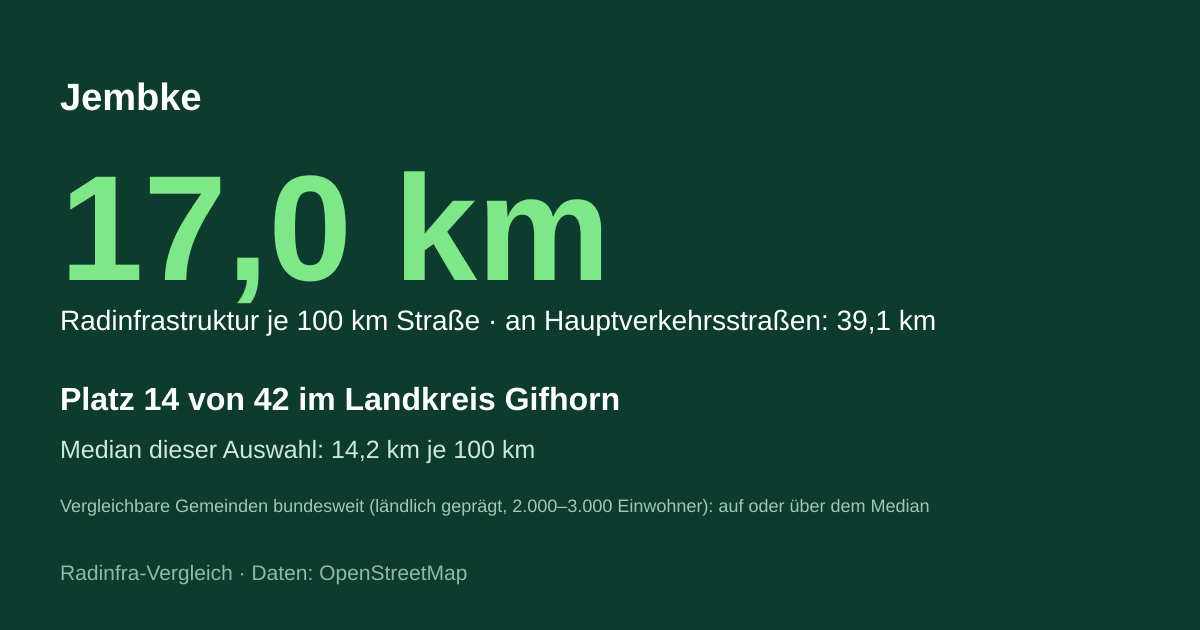 Jembke
17,0 km
Radinfrastruktur je 100 km Straße · an Hauptverkehrsstraßen: 39,1 km
Platz 14 von 42 im Landkreis Gifhorn
Median dieser Auswahl: 14,2 km je 100 km
Vergleichbare Gemeinden bundesweit (ländlich geprägt, 2.000–3.000 Einwohner): auf oder über dem Median
Radinfra-Vergleich · Daten: OpenStreetMap